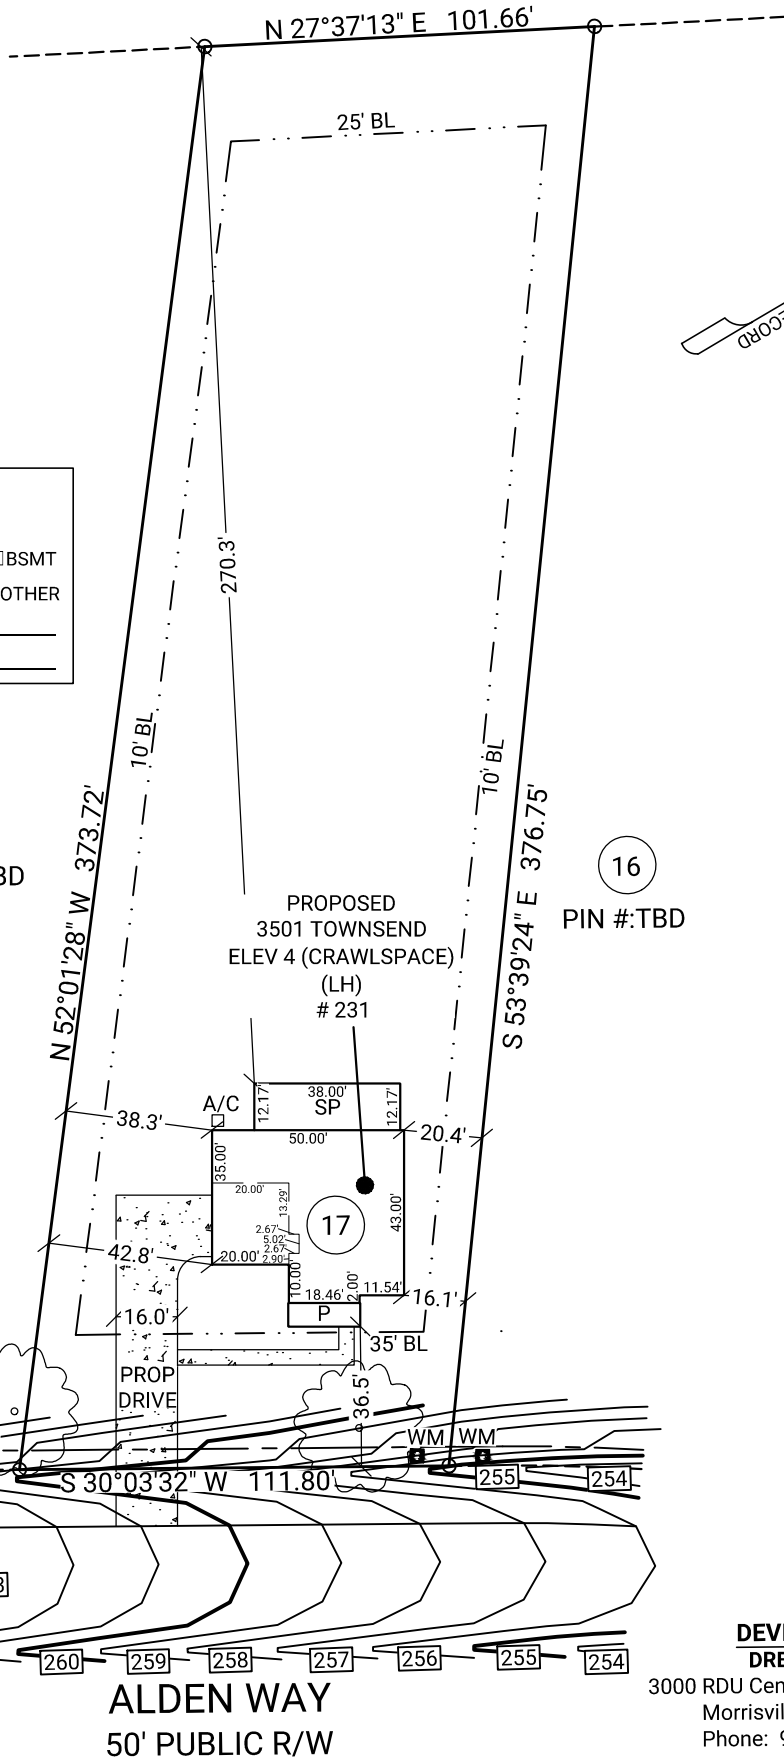 N 27°37'13" E 101.66'
25' BL
ECORD
BSMT
OTHER
270.3'
10' BL
10' BL
N 52°01'28" W 373.72'
S 53°39'24" E 376.75'
BD
16
PIN #:TBD
PROPOSED
3501 TOWNSEND
ELEV 4 (CRAWLSPACE)
(LH)
# 231
A/C
38.00'
12.17'
SP
12.17'
38.3'
50.00'
20.4'
35.00'
20.00'
13.29'
17
43.00'
2.67'
5.02'
2.67'
2.90'
42.8'
20.00'
10.00'
18.46'
2.00'
11.54'
16.1'
16.0'
P
35' BL
PROP
DRIVE
36.5'
WM WM
S 30°03'32" W 111.80'
255
254
260
259
258
257
256
255
254
ALDEN WAY
50' PUBLIC R/W
DEV
DRE
3000 RDU Cen
Morrisvil
Phone: 9